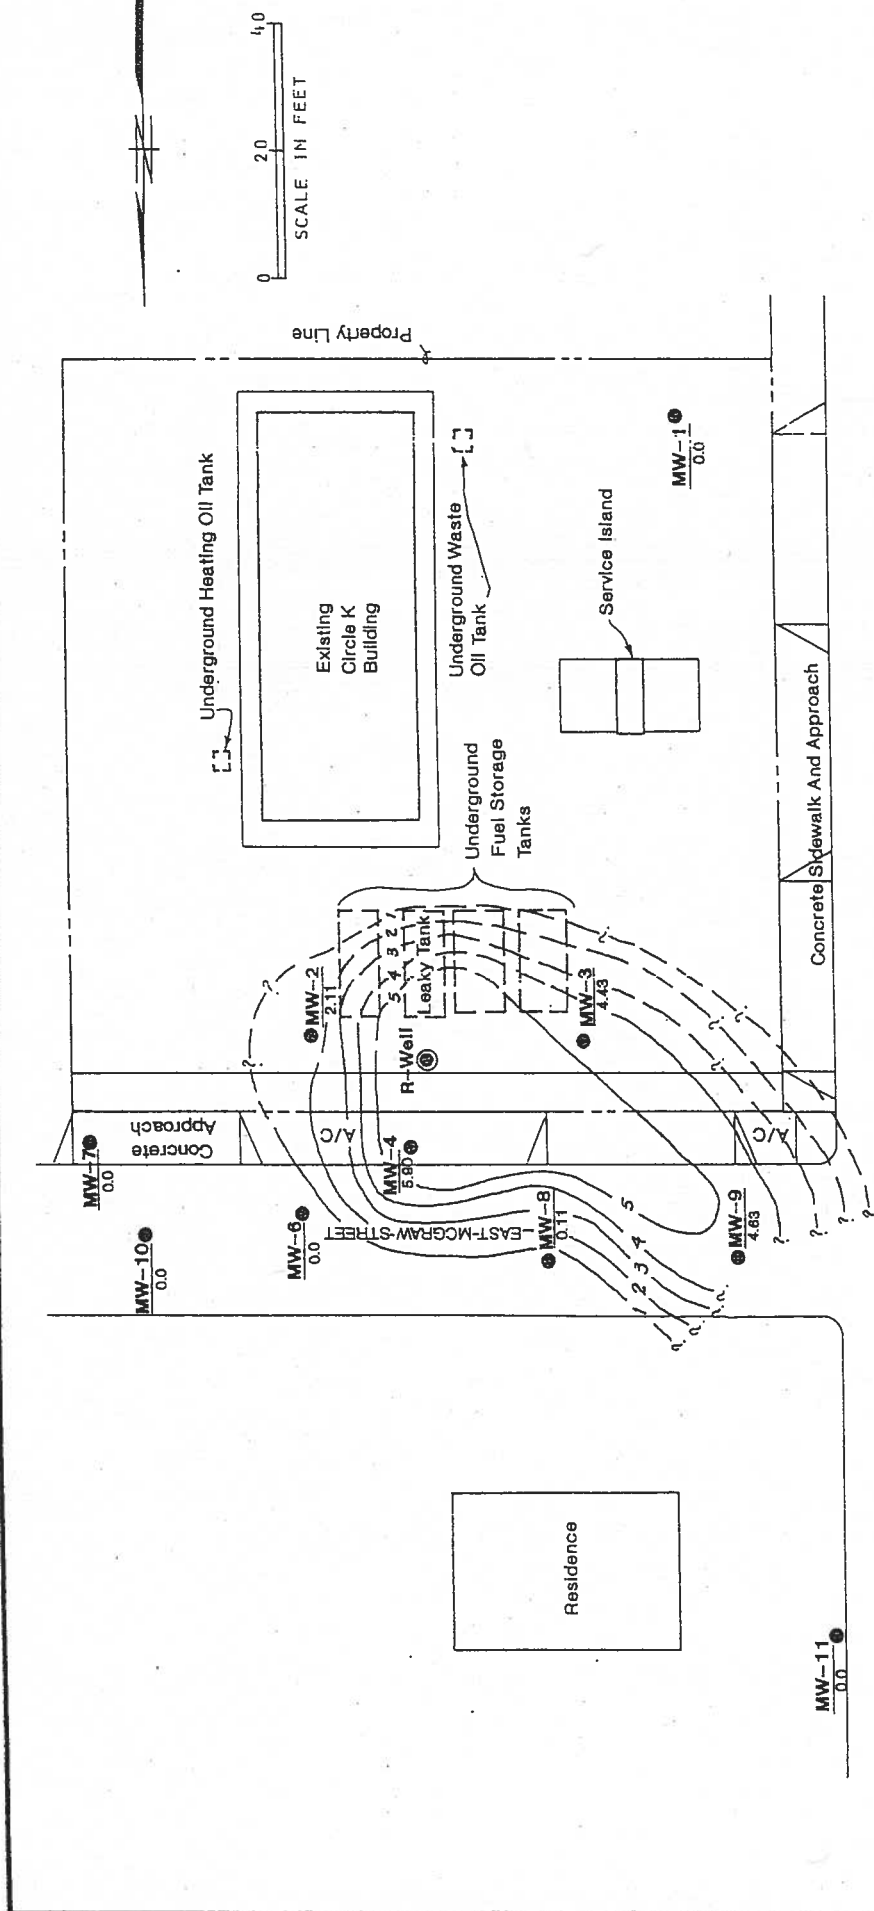 0
20
40
SCALE IN FEET
N
Property Line
Underground Heating Oil Tank
Existing
Circle K
Building
Underground Waste
Oil Tank
MW-1
0.0
Service Island
Underground
Fuel Storage
Tanks
Concrete Sidewalk And Approach
Leaky Tank
1
2
3
4
5
?
?
?
?
?
MW-2
2.11
MW-3
4.43
R-Well
Concrete
Approach
A/C
A/C
MW-7
0.0
MW-4
5.80
MW-10
0.0
MW-6
0.0
EAST-MCGRAW-STREET
MW-8
0.11
MW-9
4.63
5
4
3
2
1
?
?
?
?
?
?
?
?
Residence
MW-11
0.0